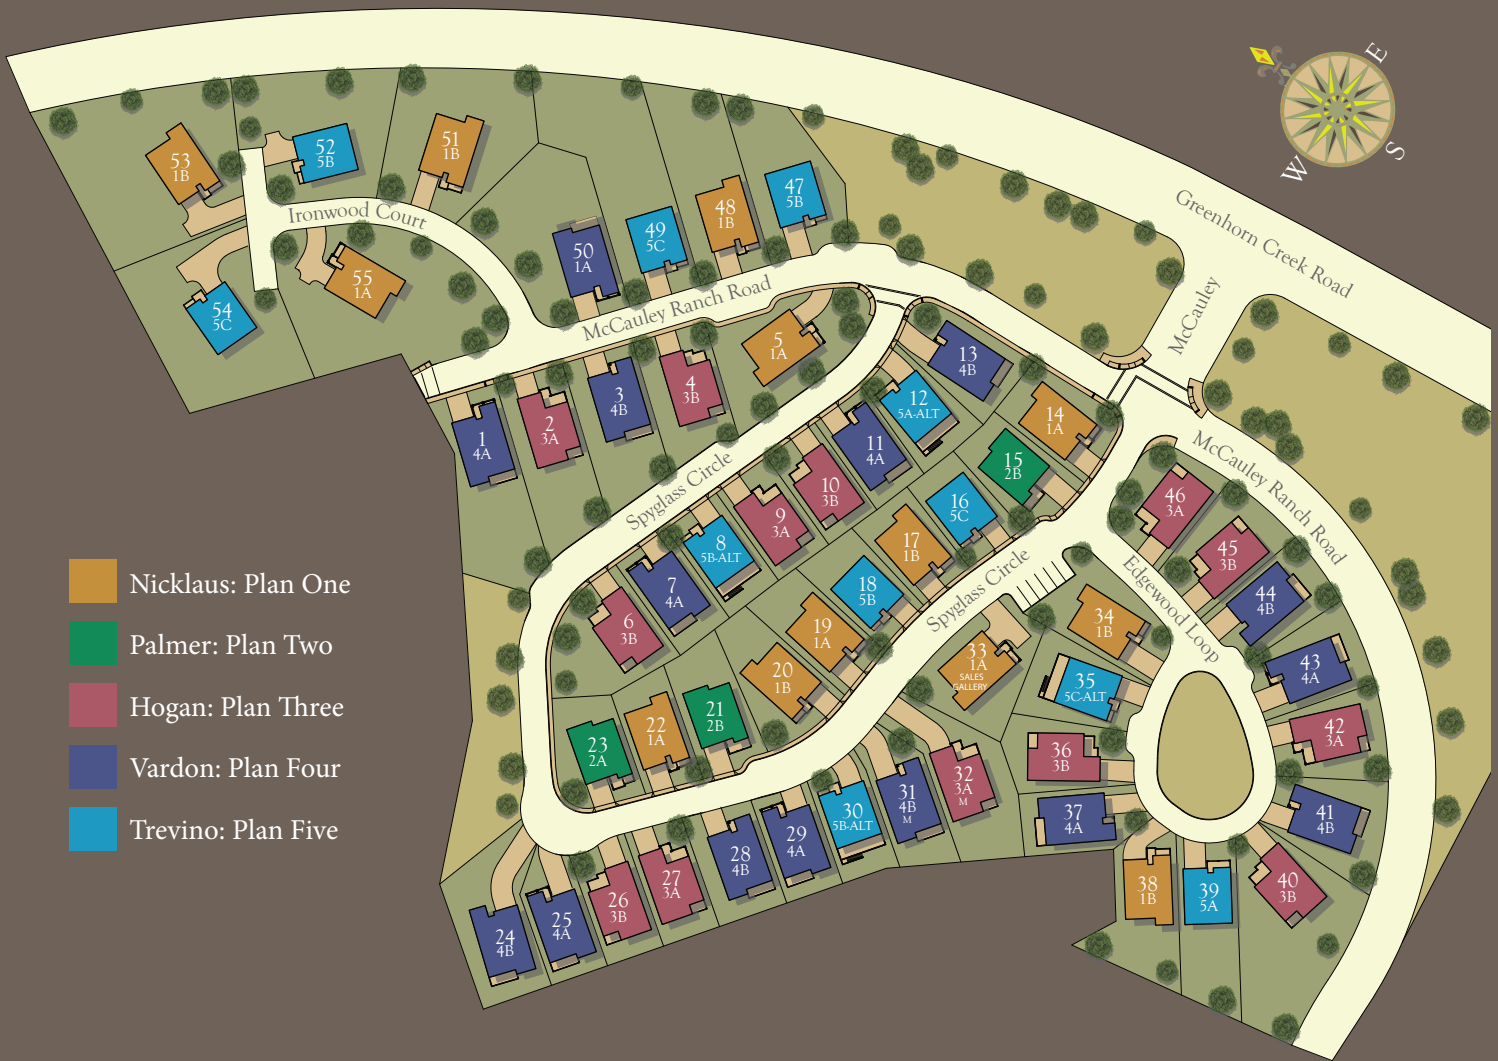 E
S
W
Greenhorn Creek Road
McCauley
McCauley Ranch Road
Ironwood Court
McCauley Ranch Road
Spyglass Circle
Spyglass Circle
Edgewood Loop
53
1B
52
5B
51
1B
54
5C
55
1A
50
1A
49
5C
48
1B
47
5B
1
4A
2
3A
3
4B
4
3B
5
1A
13
4B
12
5A-ALT
11
4A
10
3B
9
3A
8
5B-ALT
7
4A
6
3B
14
1A
15
2B
16
5C
17
1B
18
5B
19
1A
20
1B
21
2B
22
1A
23
2A
24
4B
25
4A
26
3B
27
3A
28
4B
29
4A
30
5B-ALT
31
4B
M
32
3A
M
33
1A
SALES
GALLERY
34
1B
35
5C-ALT
36
3B
37
4A
38
1B
39
5A
40
3B
41
4B
42
3A
43
4A
44
4B
45
3B
46
3A
Nicklaus: Plan One
Palmer: Plan Two
Hogan: Plan Three
Vardon: Plan Four
Trevino: Plan Five